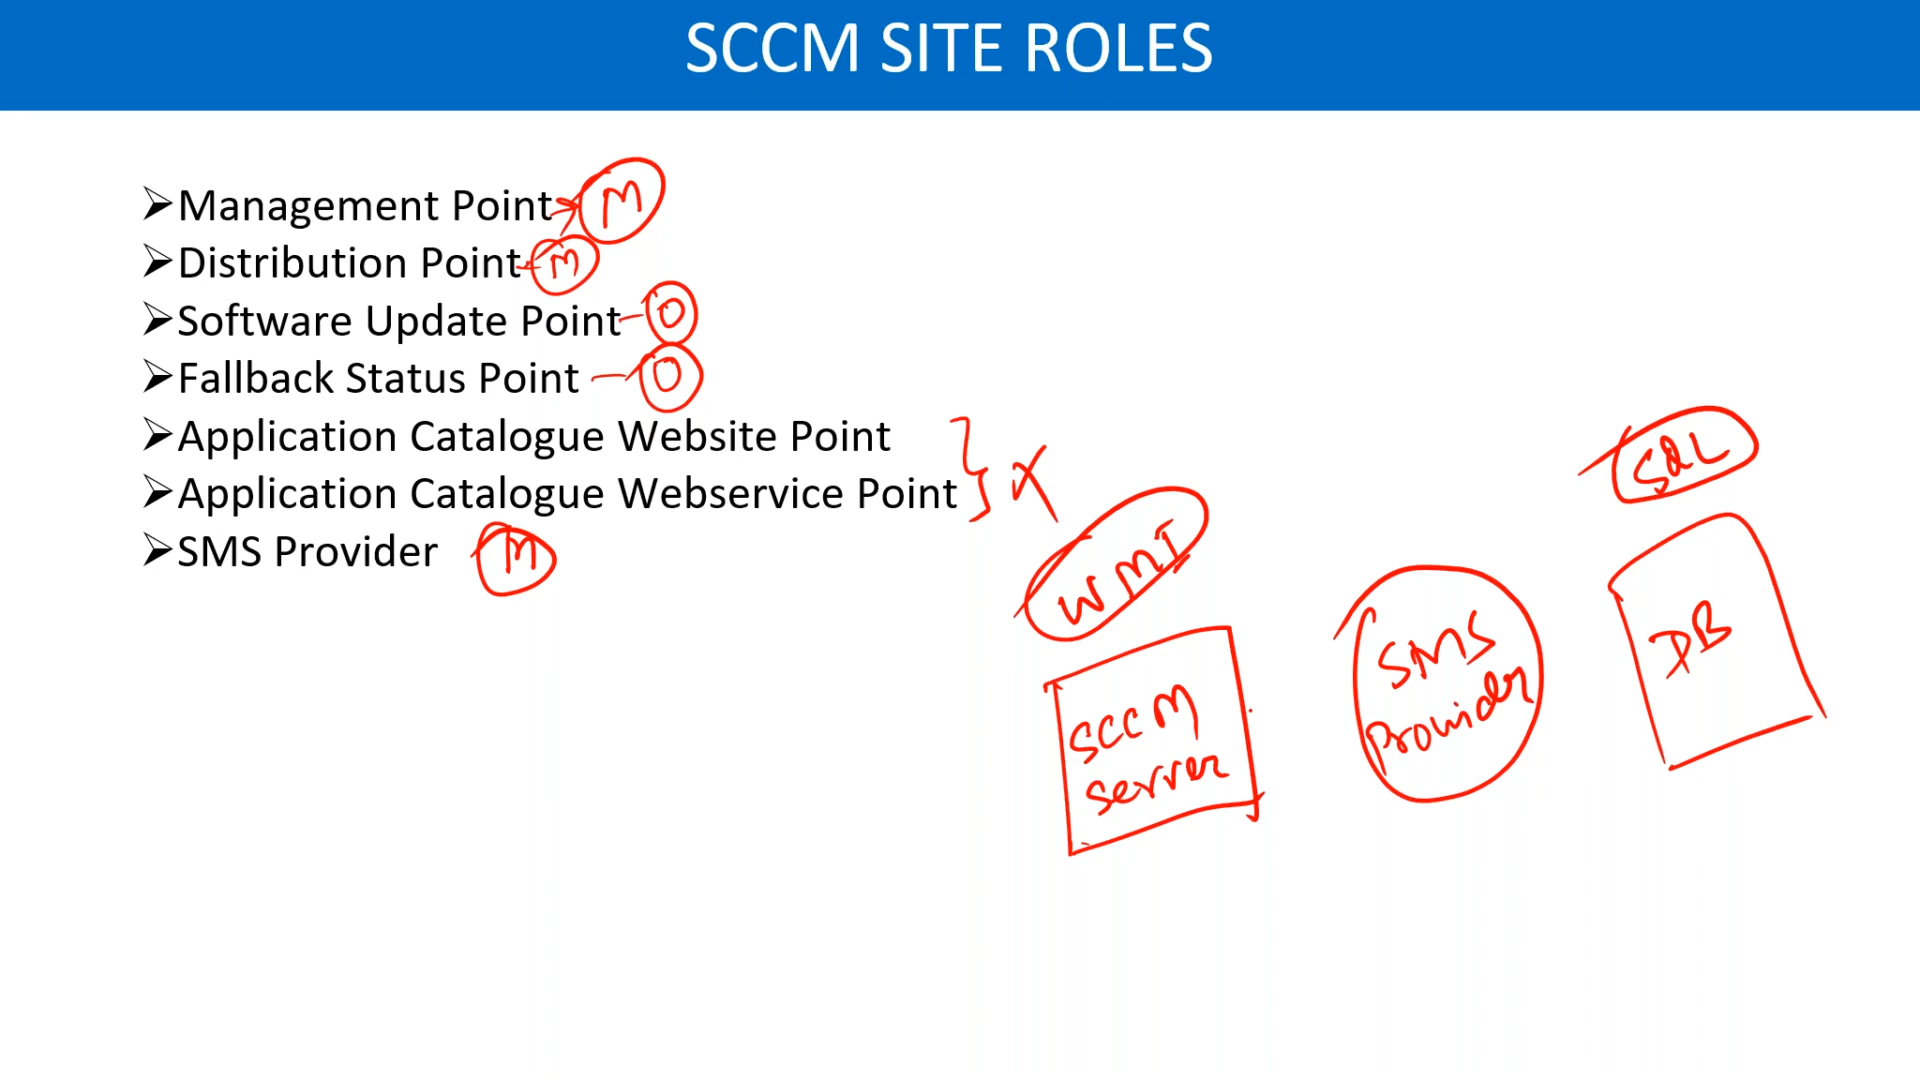 SCCM SITE ROLES
➢Management Point M
➢Distribution Point M
➢Software Update Point O
➢Fallback Status Point O
➢Application Catalogue Website Point
➢Application Catalogue Webservice Point X
➢SMS Provider M
WMI
SCCM
Server
SMS
Provider
SQL
DB